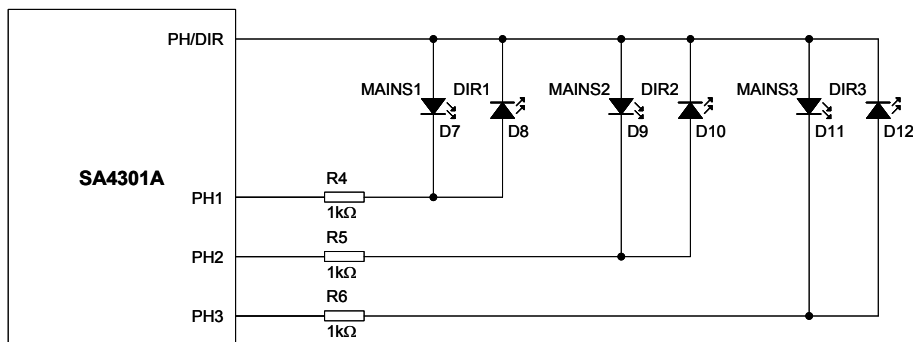 PH/DIR
MAINS1 DIR1 MAINS2 DIR2 MAINS3 DIR3
D7 D8 D9 D10 D11 D12
SA4301A
R4
PH1
1kΩ
R5
PH2
1kΩ
R6
PH3
1kΩ